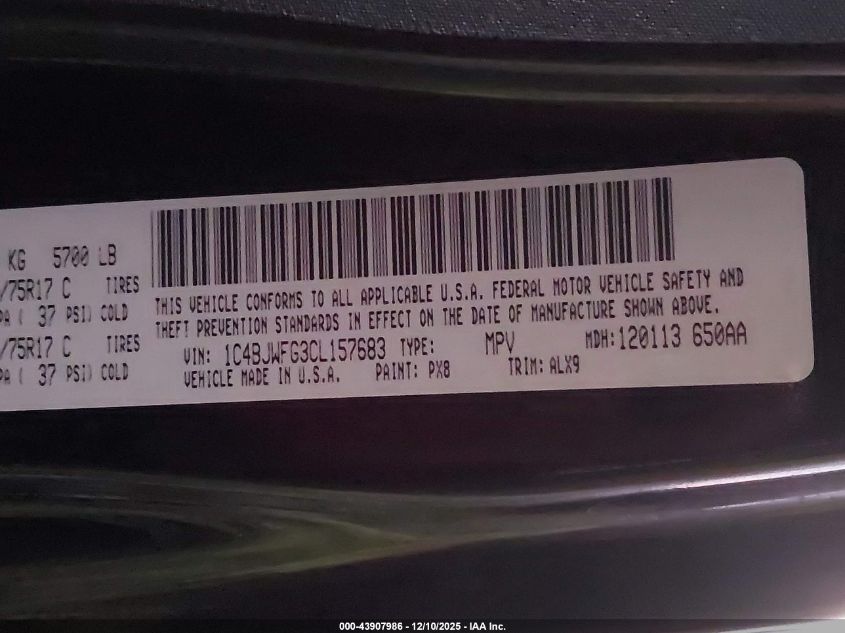 KG 5700 LB
/75R17 C TIRES
PA ( 37 PSI) COLD
/75R17 C TIRES
PA ( 37 PSI) COLD
THIS VEHICLE CONFORMS TO ALL APPLICABLE U.S.A. FEDERAL MOTOR VEHICLE SAFETY AND
THEFT PREVENTION STANDARDS IN EFFECT ON THE DATE OF MANUFACTURE SHOWN ABOVE.
VIN: 1C4BJWFG3CL157683 TYPE: MPV MDH: 120113 650AA
VEHICLE MADE IN U.S.A. PAINT: PX8 TRIM: ALX9
000-43907986 - 12/10/2025 - IAA Inc.